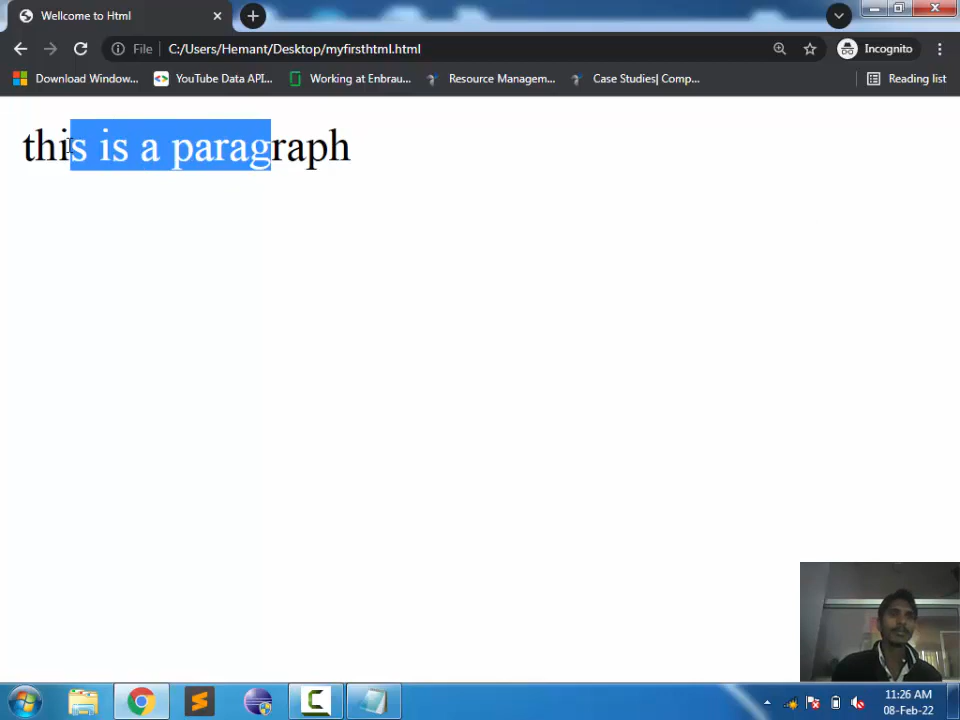 Wellcome to Html
File C:/Users/Hemant/Desktop/myfirsthtml.html Incognito
Download Window... YouTube Data API... Working at Enbrau... Resource Managem... Case Studies| Comp... Reading list
this is a paragraph
11:26 AM
08-Feb-22